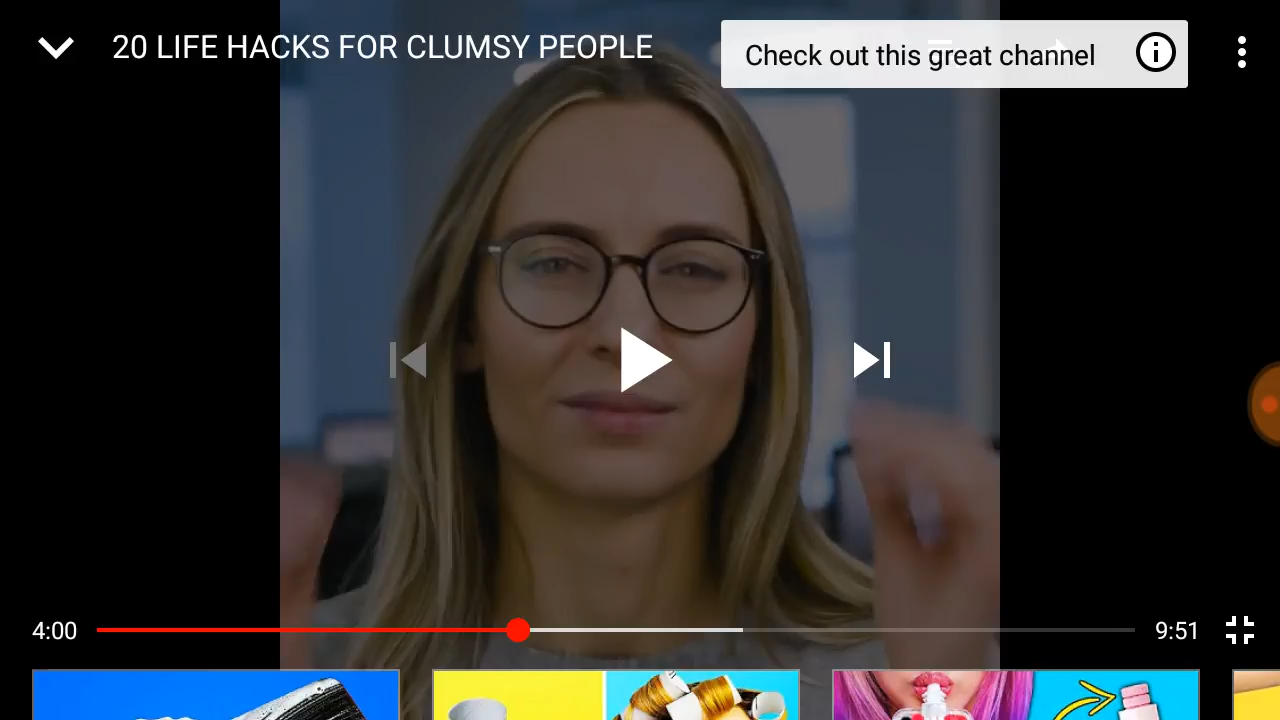 20 LIFE HACKS FOR CLUMSY PEOPLE
Check out this great channel
4:00
9:51